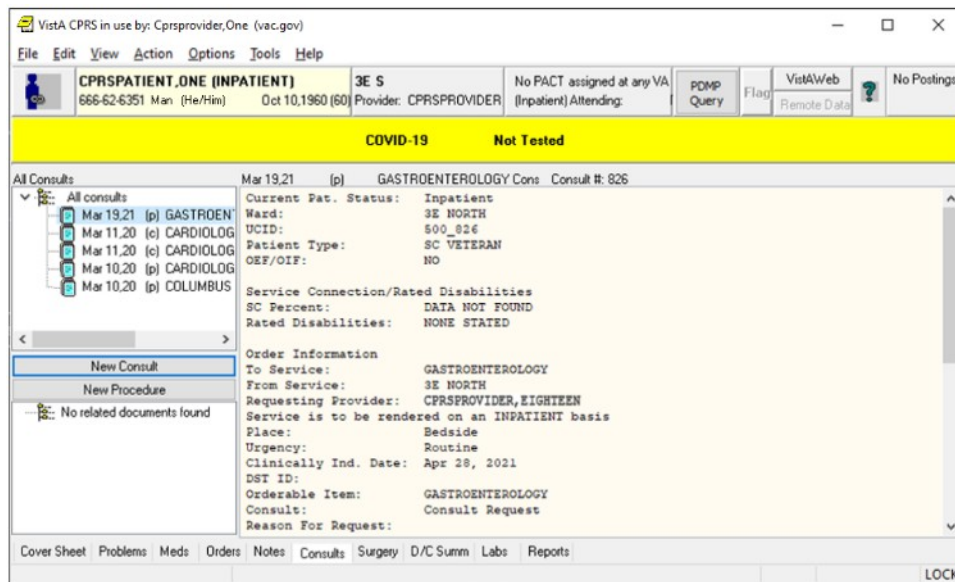 VistA CPRS in use by: Cprsprovider,One (vac.gov)
File Edit View Action Options Tools Help
CPRSPATIENT,ONE (INPATIENT)
666-62-6351 Man (He/Him) Oct 10,1960 (60)
3E S
Provider: CPRSPROVIDER
No PACT assigned at any VA
(Inpatient) Attending:
PDMP
Query
Flag
VistAWeb
Remote Data
?
No Postings
COVID-19 Not Tested
All Consults
All consults
Mar 19,21 (p) GASTROEN
Mar 11,20 (c) CARDIOLOG
Mar 11,20 (c) CARDIOLOG
Mar 10,20 (p) CARDIOLOG
Mar 10,20 (p) COLUMBUS
New Consult
New Procedure
No related documents found
Mar 19,21 (p) GASTROENTEROLOGY Cons Consult #: 826
Current Pat. Status: Inpatient
Ward: 3E NORTH
UCID: 500_826
Patient Type: SC VETERAN
OEF/OIF: NO
Service Connection/Rated Disabilities
SC Percent: DATA NOT FOUND
Rated Disabilities: NONE STATED
Order Information
To Service: GASTROENTEROLOGY
From Service: 3E NORTH
Requesting Provider: CPRSPROVIDER,EIGHTEEN
Service is to be rendered on an INPATIENT basis
Place: Bedside
Urgency: Routine
Clinically Ind. Date: Apr 28, 2021
DST ID:
Orderable Item: GASTROENTEROLOGY
Consult: Consult Request
Reason For Request:
Cover Sheet Problems Meds Orders Notes Consults Surgery D/C Summ Labs Reports
LOCK